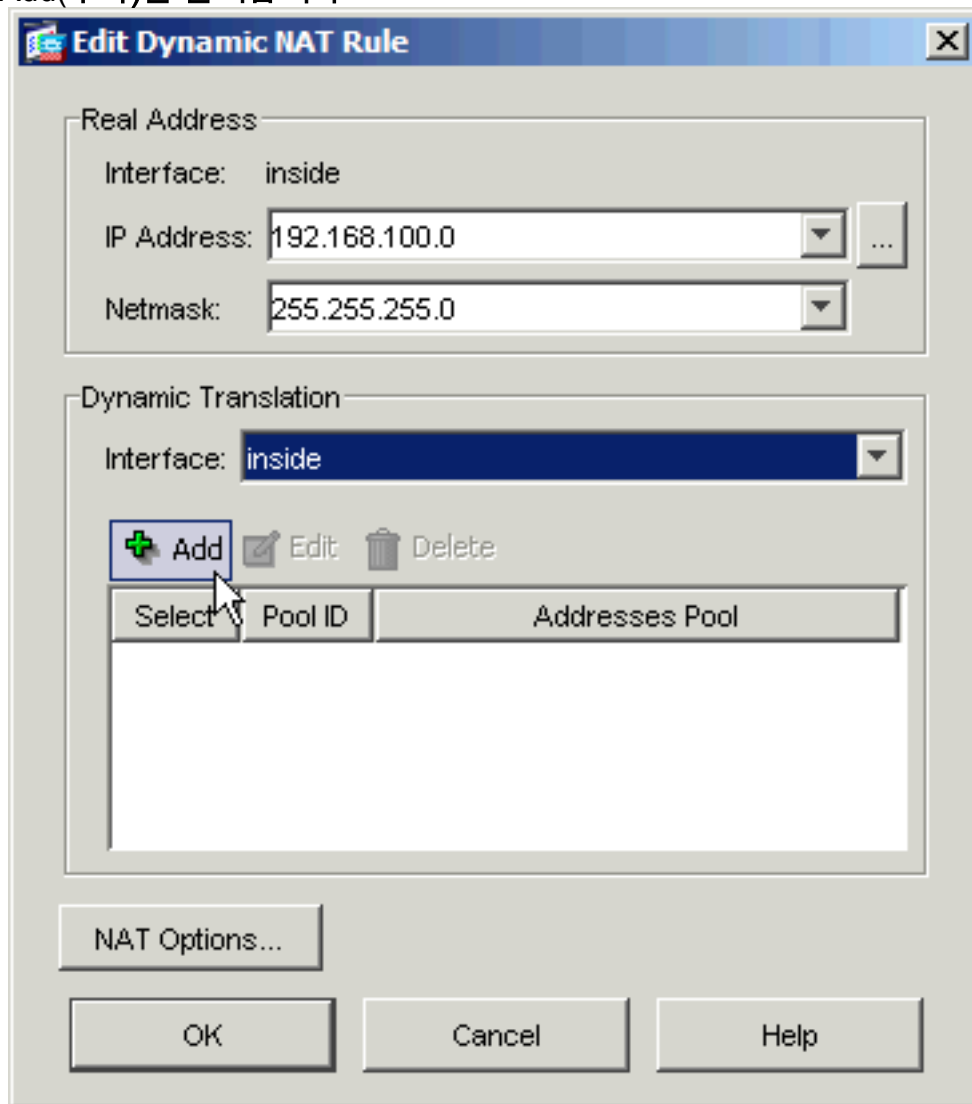 Edit Dynamic NAT Rule
Real Address
Interface: inside
IP Address: 192.168.100.0
...
Netmask: 255.255.255.0
Dynamic Translation
Interface: inside
Add Edit Delete
Select Pool ID Addresses Pool
NAT Options...
OK Cancel Help